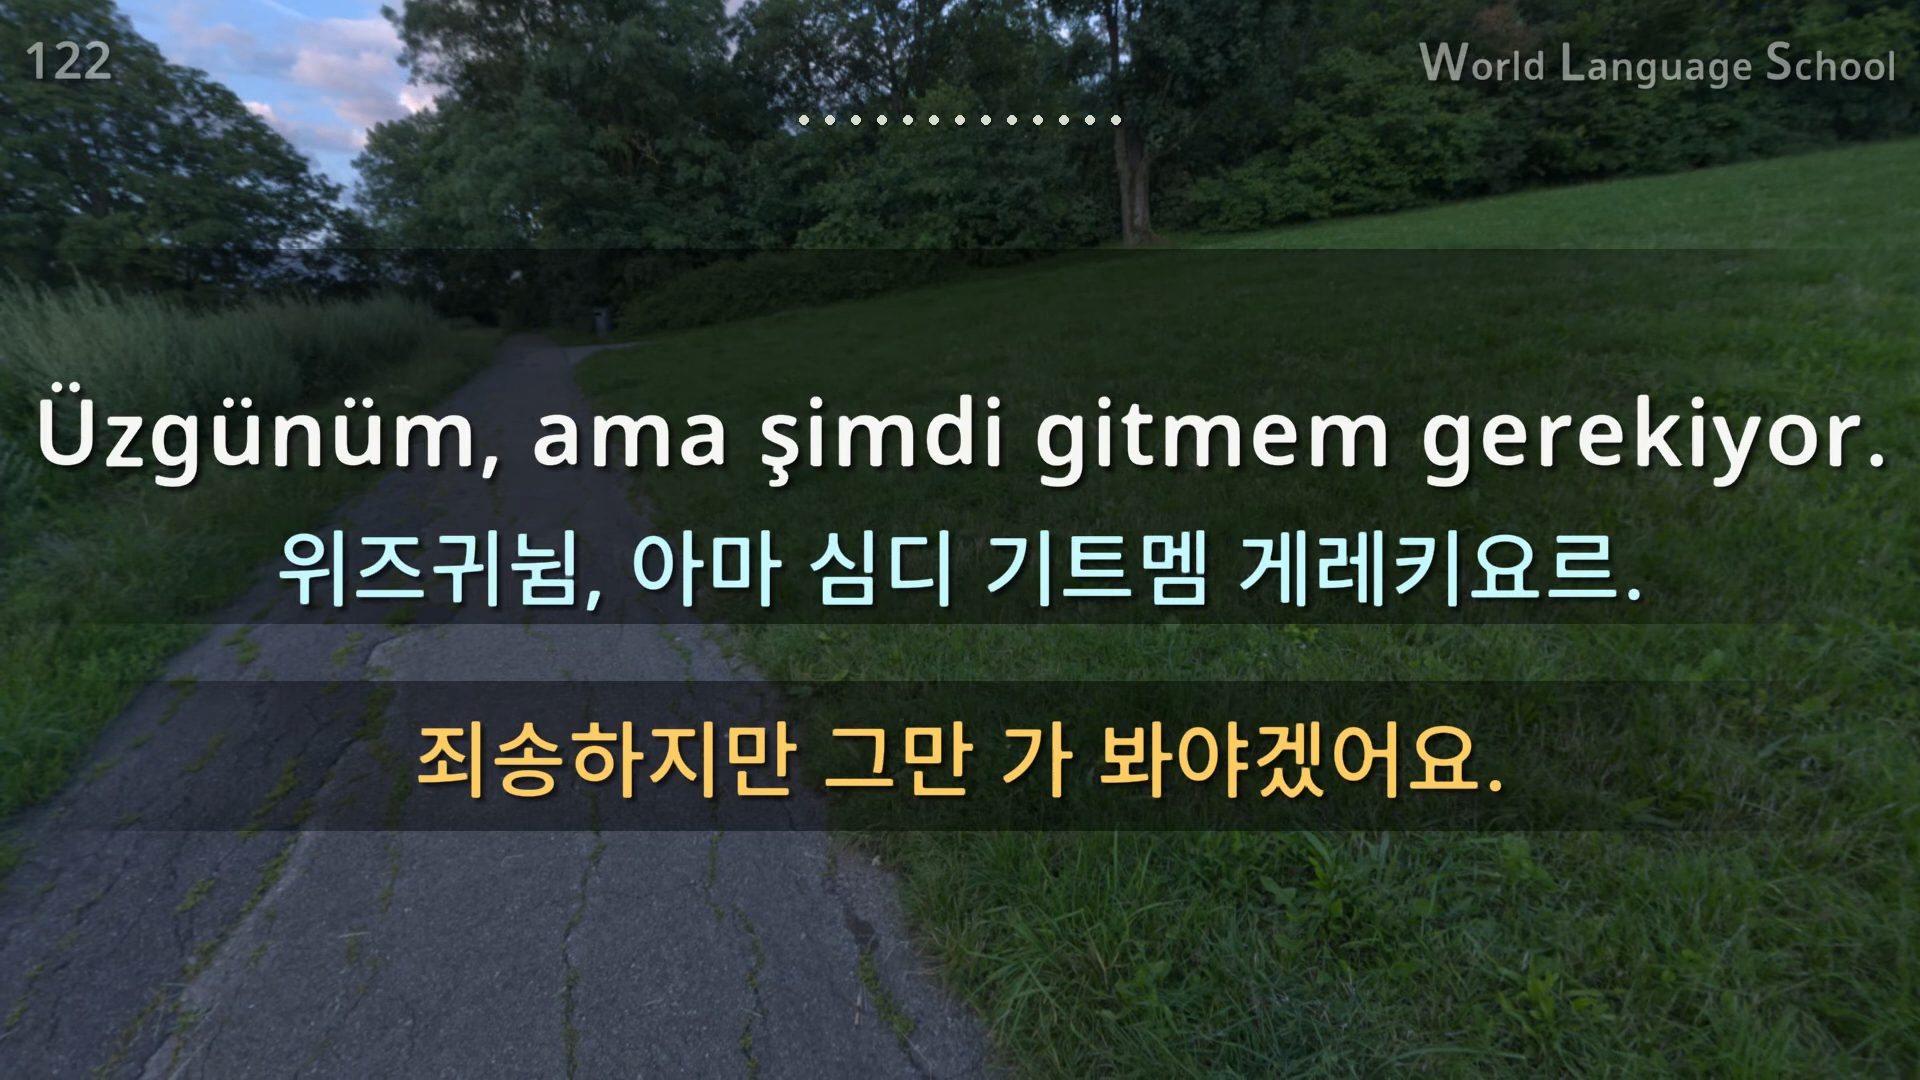 122
World Language School
Üzgünüm, ama şimdi gitmem gerekiyor.
위즈귀뉨, 아마 심디 기트멤 게레키요르.
죄송하지만 그만 가 봐야겠어요.